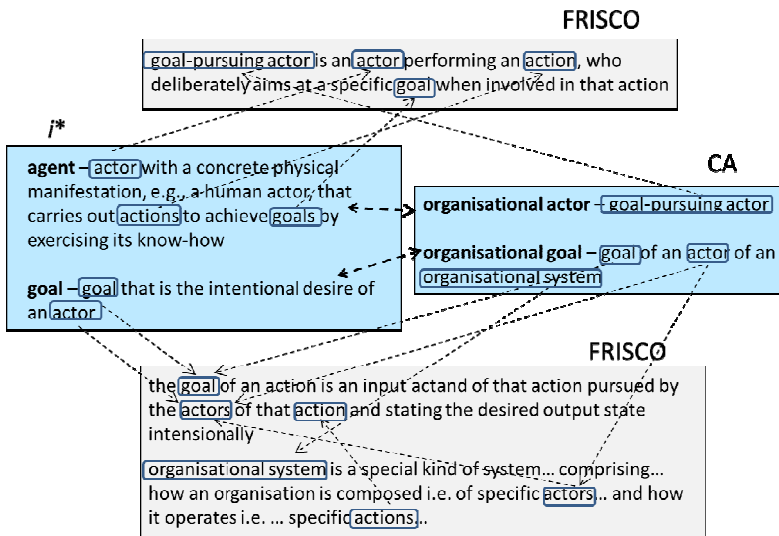 FRISCO
goal-pursuing actor is an actor performing an action, who
deliberately aims at a specific goal when involved in that action
i*
agent – actor with a concrete physical
manifestation, e.g., a human actor, that
carries out actions to achieve goals by
exercising its know-how
goal – goal that is the intentional desire of
an actor
CA
organisational actor – goal-pursuing actor
organisational goal – goal of an actor of an
organisational system
FRISCO
the goal of an action is an input actand of that action pursued by
the actors of that action and stating the desired output state
intensionally
organisational system is a special kind of system... comprising...
how an organisation is composed i.e. of specific actors... and how
it operates i.e. ... specific actions...